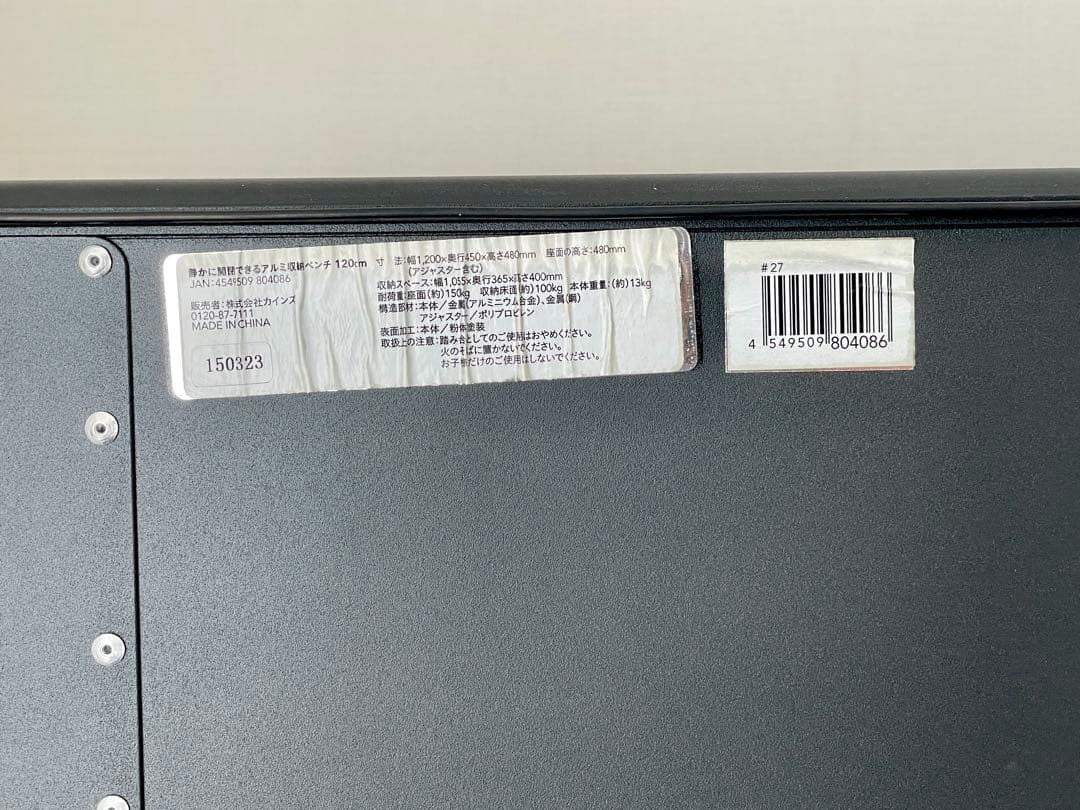 静かに開閉できるアルミ収納ベンチ 120cm
JAN:4549509 804086
販売者:株式会社カインズ
0120-87-7111
MADE IN CHINA
150323
寸 法:幅1,200×奥行450×高さ480mm 座面の高さ:480mm
(アジャスター含む)
収納スペース:幅1,055×奥行365×高さ400mm
耐荷重:座面(約)150kg 収納床面(約)100kg 本体重量:(約)13kg
構造部材:本体/金属(アルミニウム合金)、金属(鋼)
アジャスター/ポリプロピレン
表面加工:本体/粉体塗装
取扱上の注意:踏み台としてのご使用はおやめください。
火のそばに置かないでください。
お子様だけのご使用はしないでください。
#27
4 549509 804086